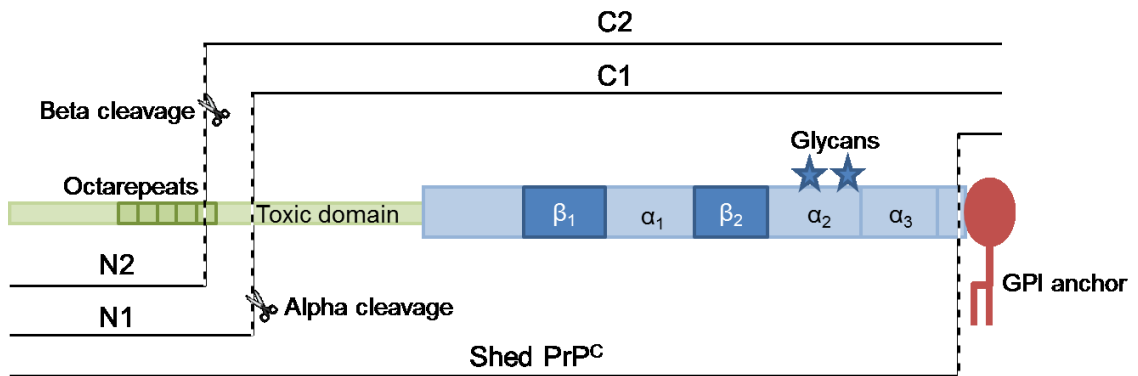 C2
C1
Beta cleavage
Glycans
Octarepeats
Toxic domain
β1
α1
β2
α2
α3
N2
GPI anchor
N1
Alpha cleavage
Shed PrPC